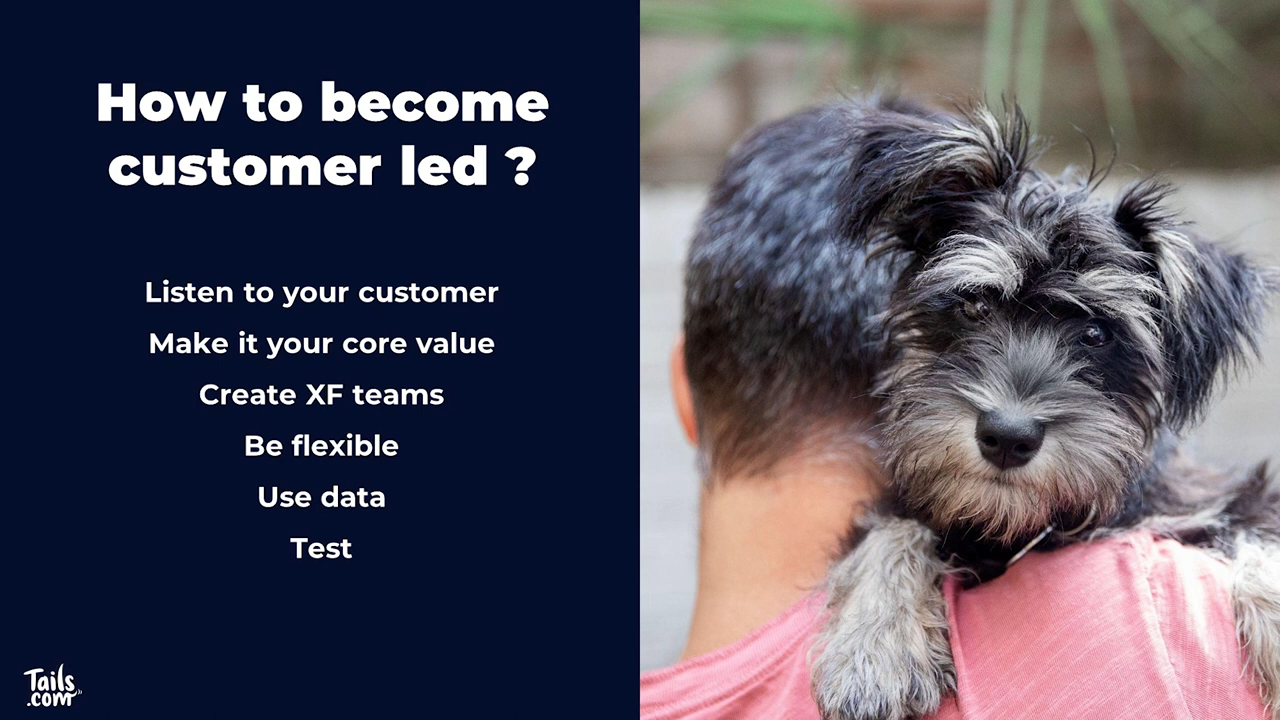 How to become
customer led ?
Listen to your customer
Make it your core value
Create XF teams
Be flexible
Use data
Test
Tails
.com